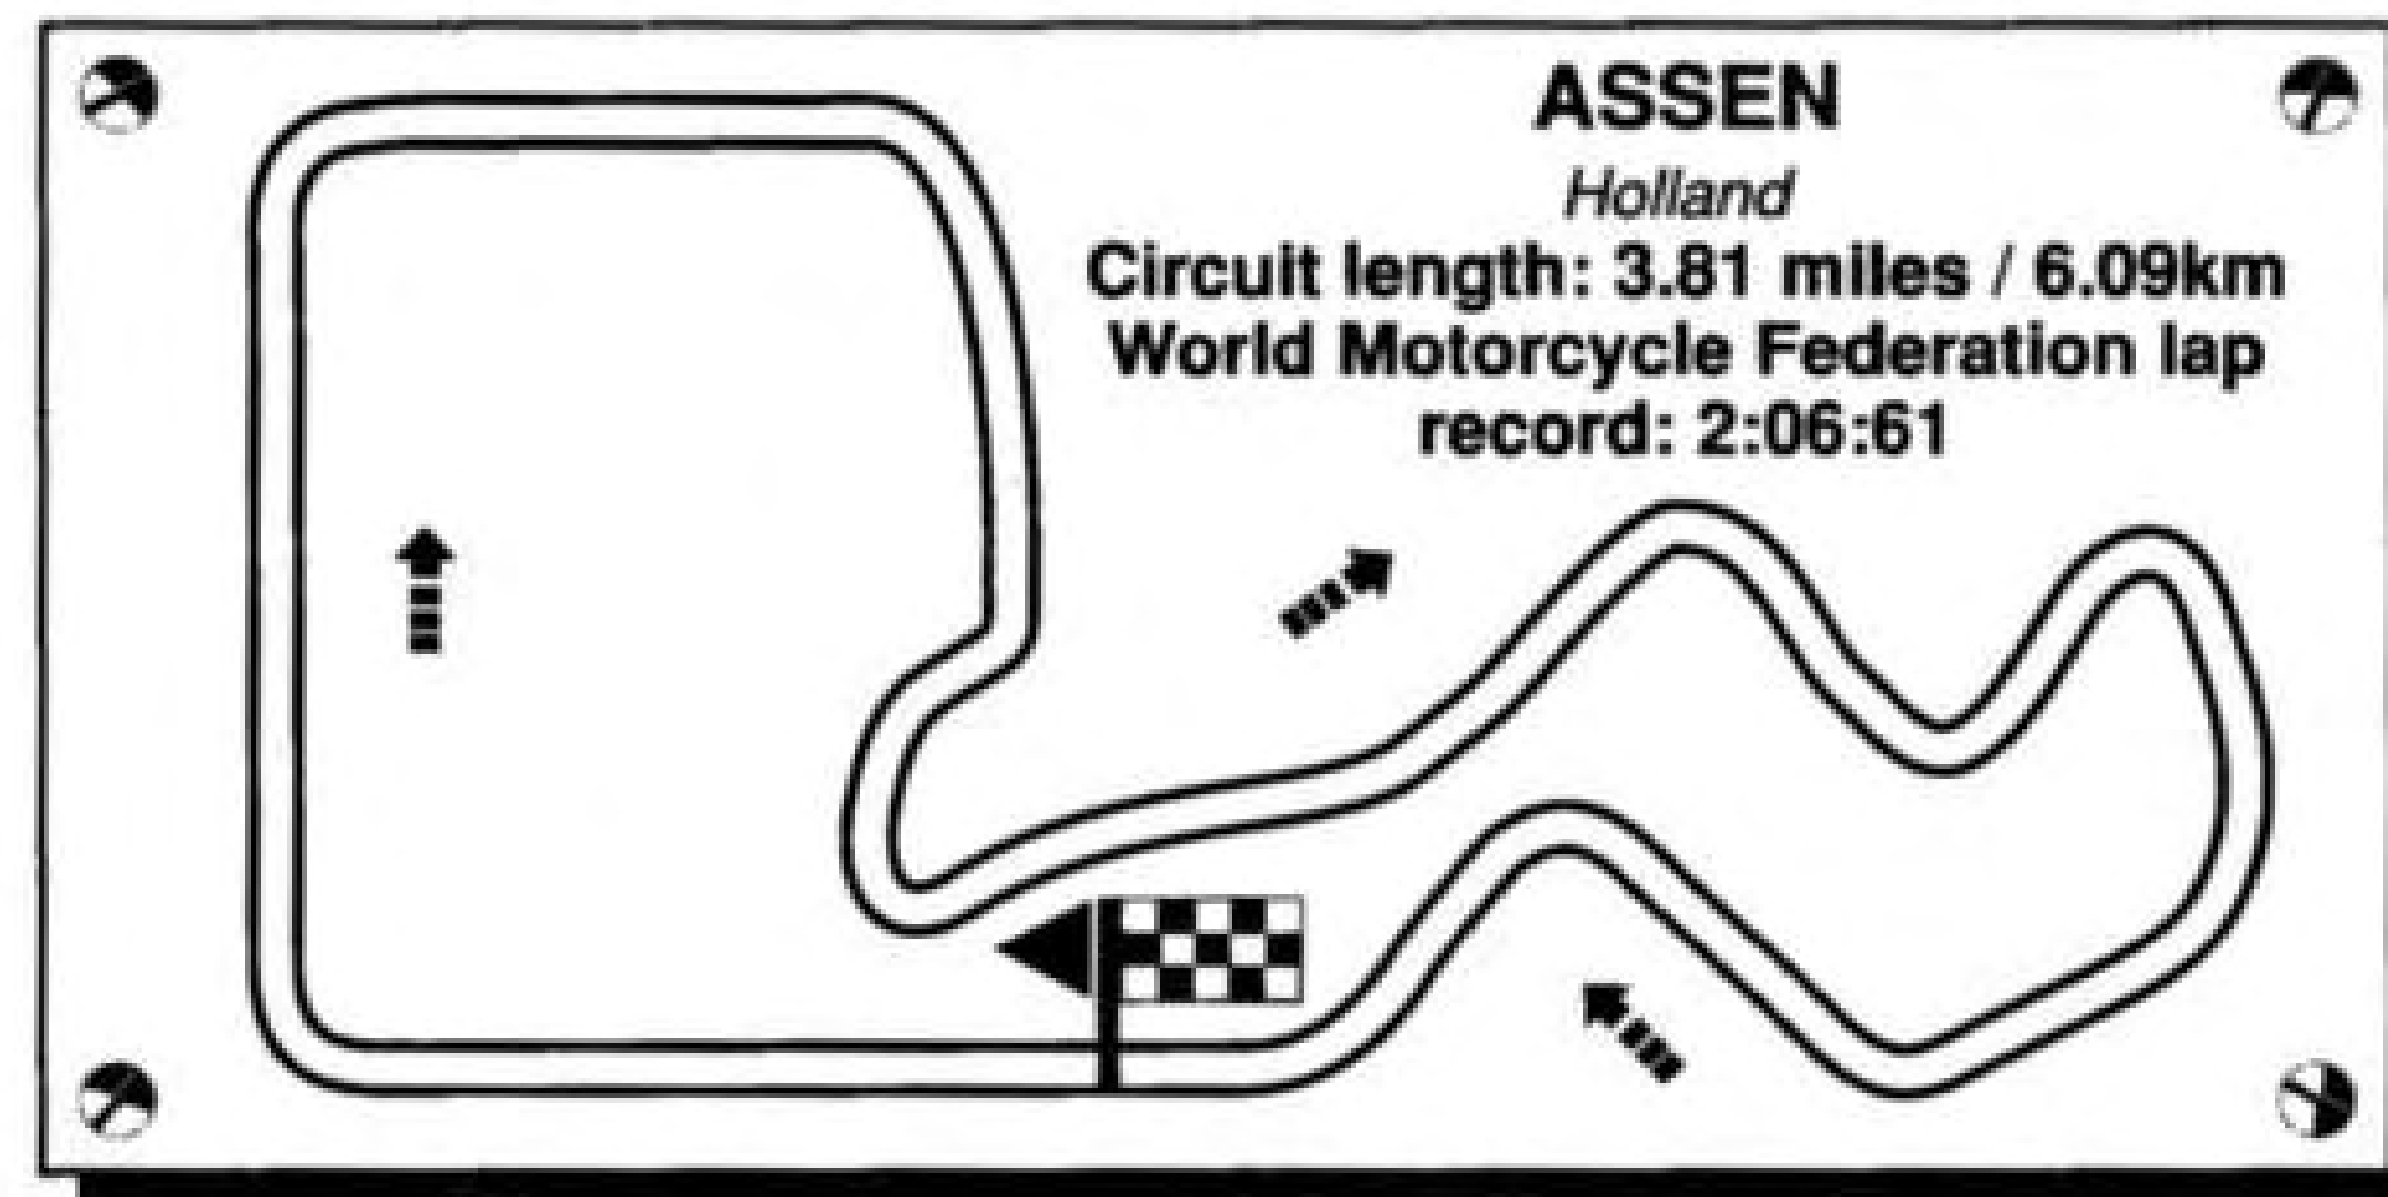 ASSEN
Holland
Circuit length: 3.81 miles / 6.09km
World Motorcycle Federation lap
record: 2:06:61